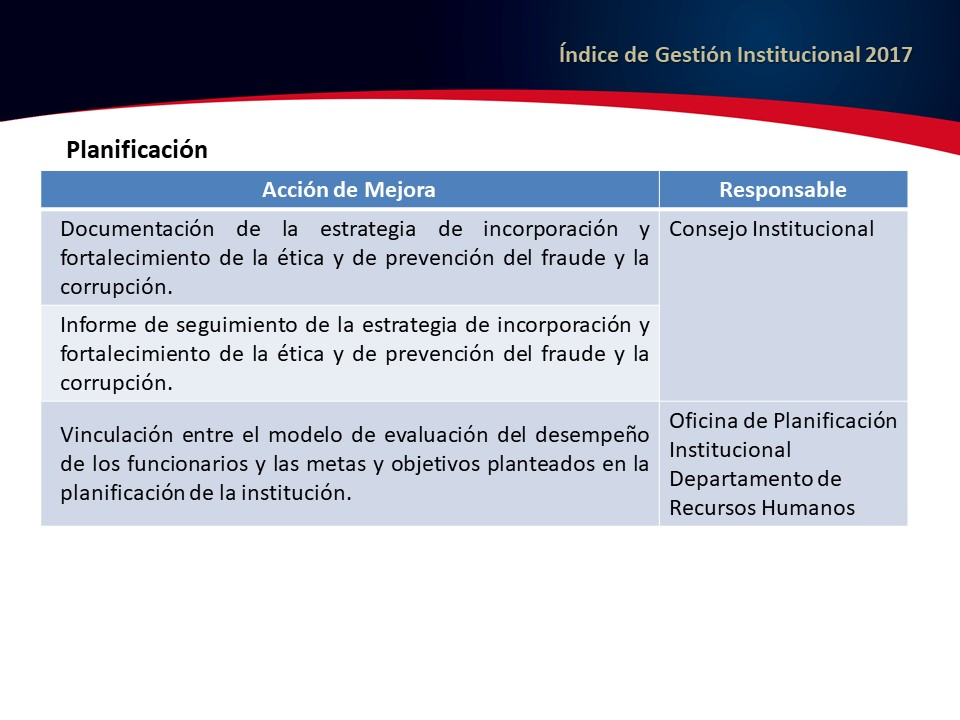 Índice de Gestión Institucional 2017
Planificación
Acción de Mejora
Responsable
Documentación de la estrategia de incorporación y
fortalecimiento de la ética y de prevención del fraude y la
corrupción.
Consejo Institucional
Informe de seguimiento de la estrategia de incorporación y
fortalecimiento de la ética y de prevención del fraude y la
corrupción.
Vinculación entre el modelo de evaluación del desempeño
de los funcionarios y las metas y objetivos planteados en la
planificación de la institución.
Oficina de Planificación
Institucional
Departamento de
Recursos Humanos